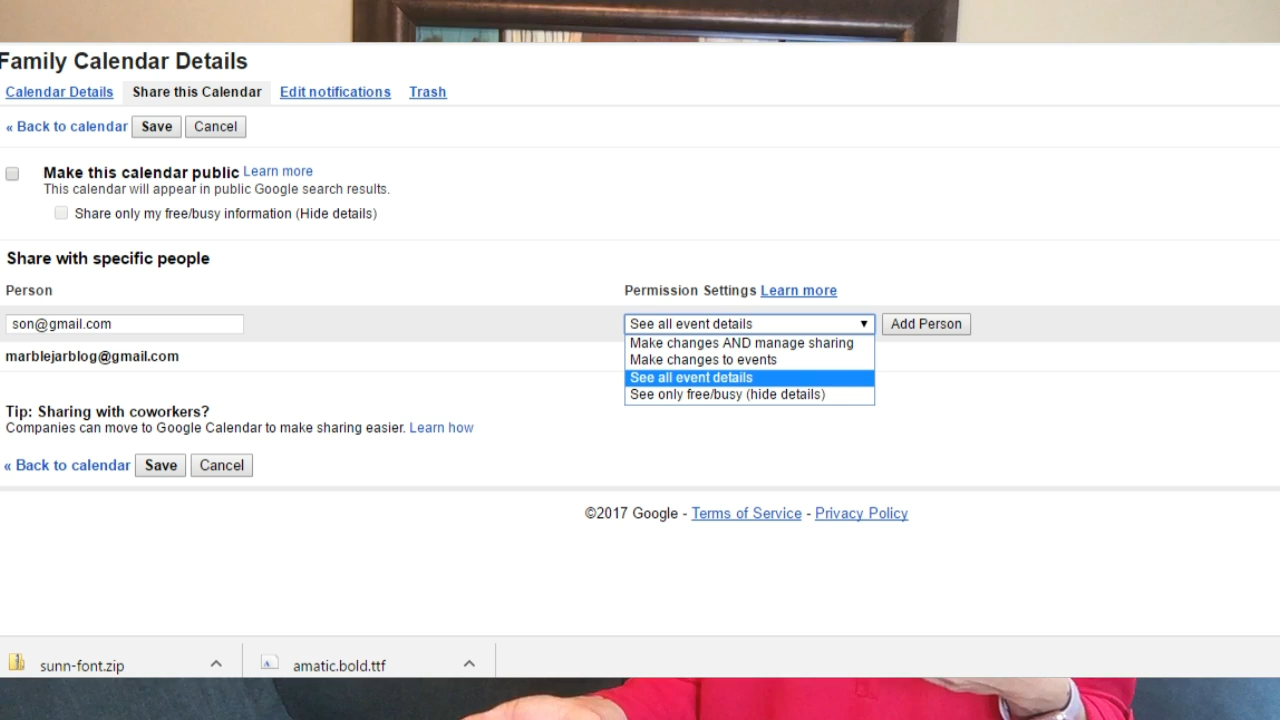 Family Calendar Details
Calendar Details Share this Calendar Edit notifications Trash
« Back to calendar Save Cancel
Make this calendar public Learn more
This calendar will appear in public Google search results.
Share only my free/busy information (Hide details)
Share with specific people
Person Permission Settings Learn more
son@gmail.com See all event details Add Person
Make changes AND manage sharing
marblejarblog@gmail.com Make changes to events
See all event details
See only free/busy (hide details)
Tip: Sharing with coworkers?
Companies can move to Google Calendar to make sharing easier. Learn how
« Back to calendar Save Cancel
©2017 Google - Terms of Service - Privacy Policy
sunn-font.zip amatic.bold.ttf